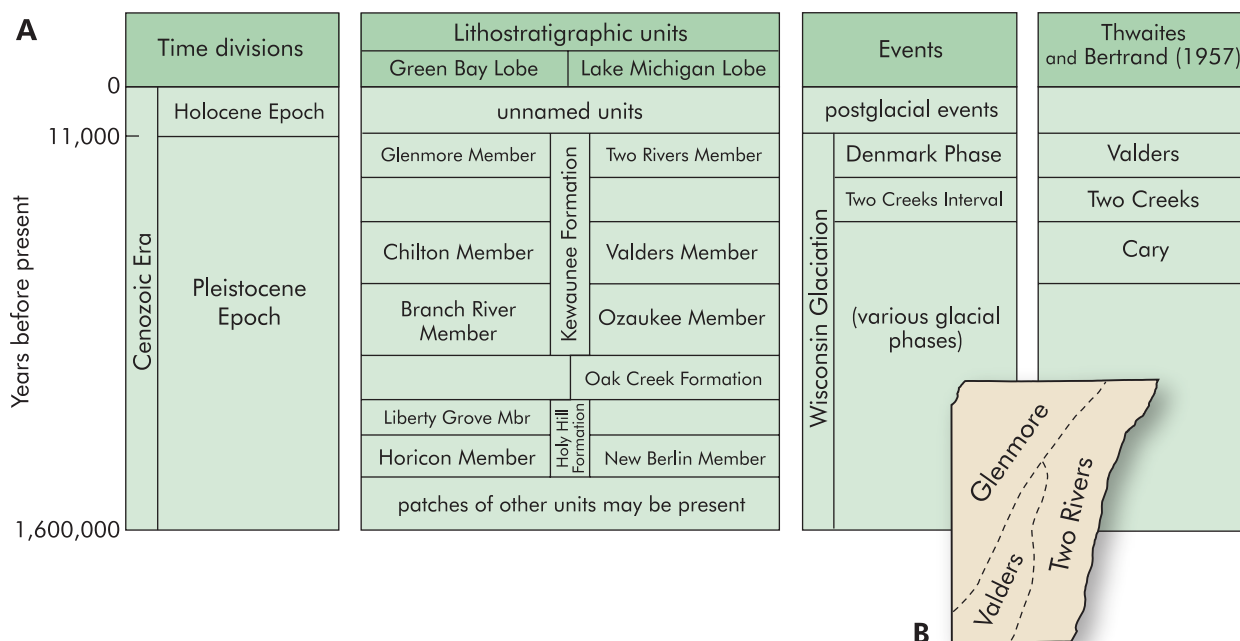 A
Time divisions
Lithostratigraphic units
Green Bay Lobe
Lake Michigan Lobe
Events
Thwaites
and Bertrand (1957)
0
Holocene Epoch
unnamed units
postglacial events
11,000
Glenmore Member
Two Rivers Member
Denmark Phase
Valders
Two Creeks Interval
Two Creeks
Chilton Member
Valders Member
Cary
Years before present
Cenozoic Era
Pleistocene
Epoch
Branch River
Member
Kewaunee Formation
Ozaukee Member
Wisconsin Glaciation
(various glacial
phases)
Oak Creek Formation
Liberty Grove Mbr
Holy Hill
Formation
Horicon Member
New Berlin Member
patches of other units may be present
1,600,000
Glenmore
Valders
Two Rivers
B